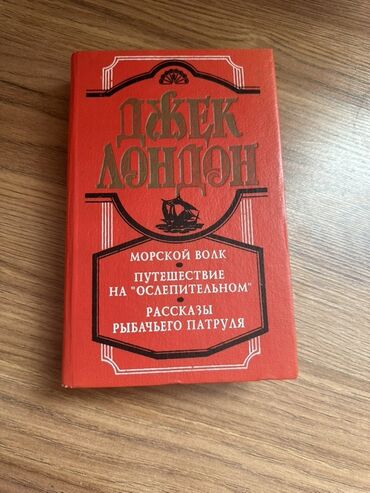 ДЖЕК
ЛОНДОН
МОРСКОЙ ВОЛК
ПУТЕШЕСТВИЕ
НА "ОСЛЕПИТЕЛЬНОМ"
РАССКАЗЫ
РЫБАЧЬЕГО ПАТРУЛЯ